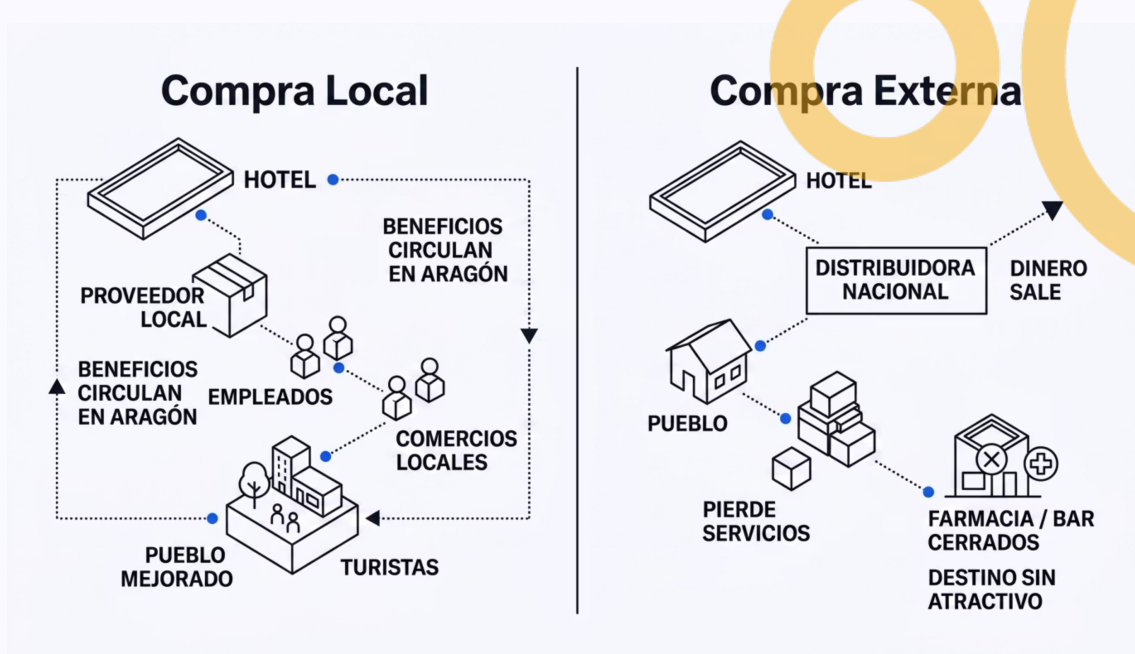 Compra Local
HOTEL
BENEFICIOS
CIRCULAN
EN ARAGÓN
PROVEEDOR
LOCAL
BENEFICIOS
CIRCULAN
EN ARAGÓN
EMPLEADOS
COMERCIOS
LOCALES
PUEBLO
MEJORADO
TURISTAS
Compra Externa
HOTEL
DISTRIBUIDORA
NACIONAL
DINERO
SALE
PUEBLO
PIERDE
SERVICIOS
FARMACIA / BAR
CERRADOS
DESTINO SIN
ATRACTIVO